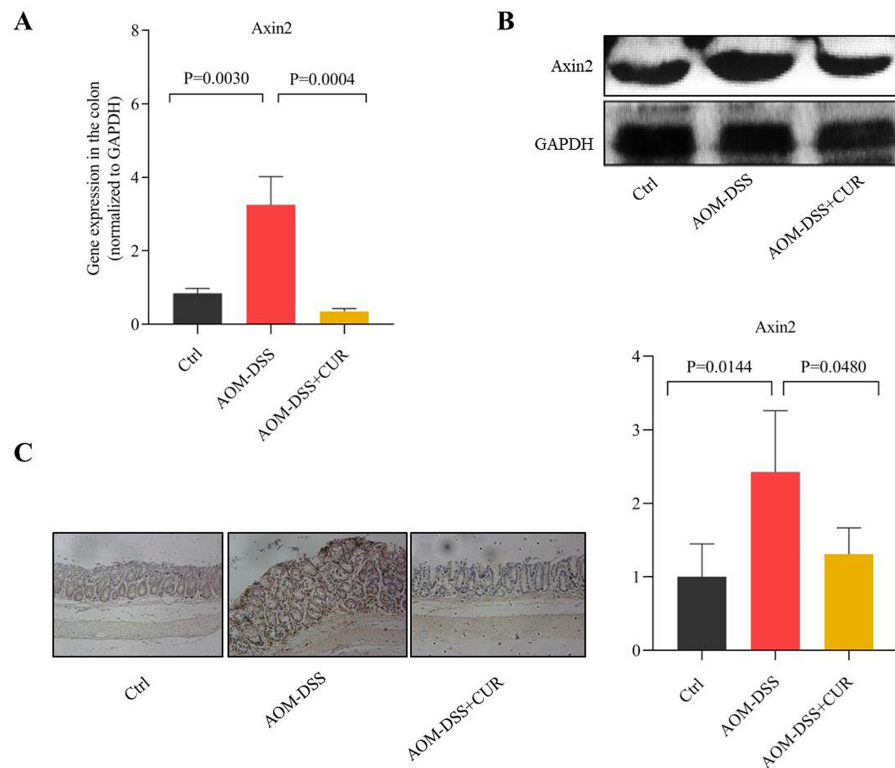 A
Axin2
8
6
4
2
0
P=0.0030
P=0.0004
Gene expression in the colon
(normalized to GAPDH)
Ctrl
AOM-DSS
AOM-DSS+CUR
B
Axin2
GAPDH
Ctrl
AOM-DSS
AOM-DSS+CUR
Axin2
4
3
2
1
0
P=0.0144
P=0.0480
Ctrl
AOM-DSS
AOM-DSS+CUR
C
Ctrl
AOM-DSS
AOM-DSS+CUR